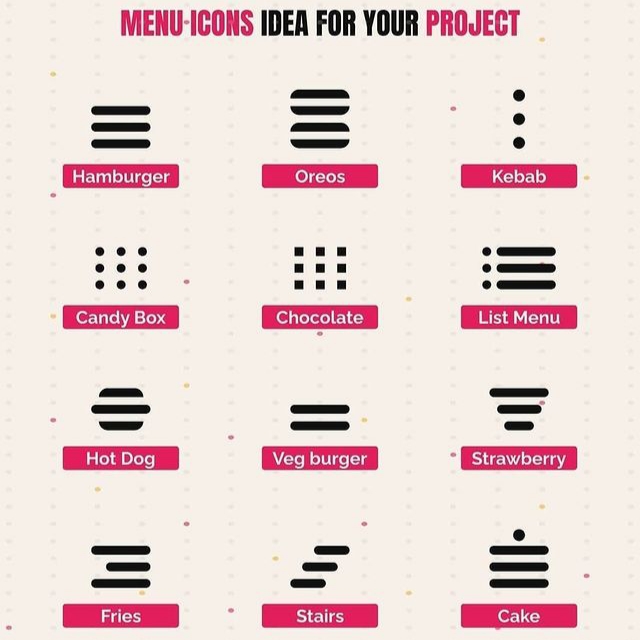 MENU ICONS IDEA FOR YOUR PROJECT
Hamburger
Oreos
Kebab
Candy Box
Chocolate
List Menu
Hot Dog
Veg burger
Strawberry
Fries
Stairs
Cake